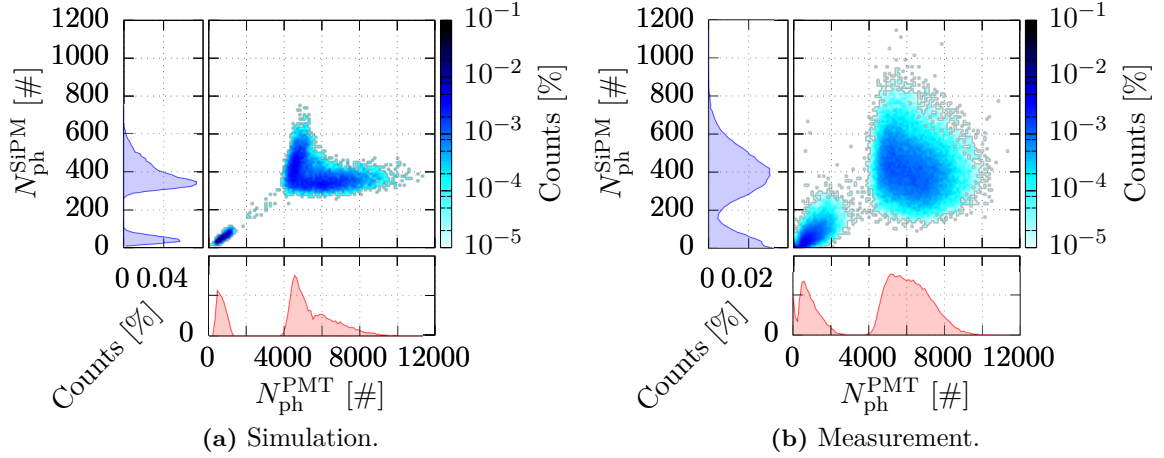 1200
1000
800
600
400
200
0
N_ph^SiPM [#]
10^−1
10^−2
10^−3
10^−4
10^−5
Counts [%]
0 0.04
Counts [%]
0
0 4000 8000 12000
N_ph^PMT [#]
(a) Simulation.
1200
1000
800
600
400
200
0
N_ph^SiPM [#]
10^−1
10^−2
10^−3
10^−4
10^−5
Counts [%]
0 0.02
Counts [%]
0
0 4000 8000 12000
N_ph^PMT [#]
(b) Measurement.